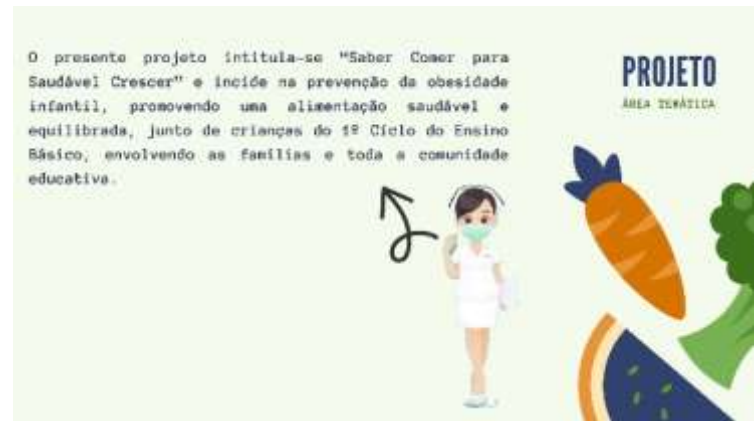 O presente projeto intitula-se "Saber Comer para
Saudável Crescer" e incide na prevenção da obesidade
infantil, promovendo uma alimentação saudável e
equilibrada, junto de crianças do 1º Ciclo do Ensino
Básico, envolvendo as famílias e toda a comunidade
educativa.
PROJETO
ÁREA TEMÁTICA